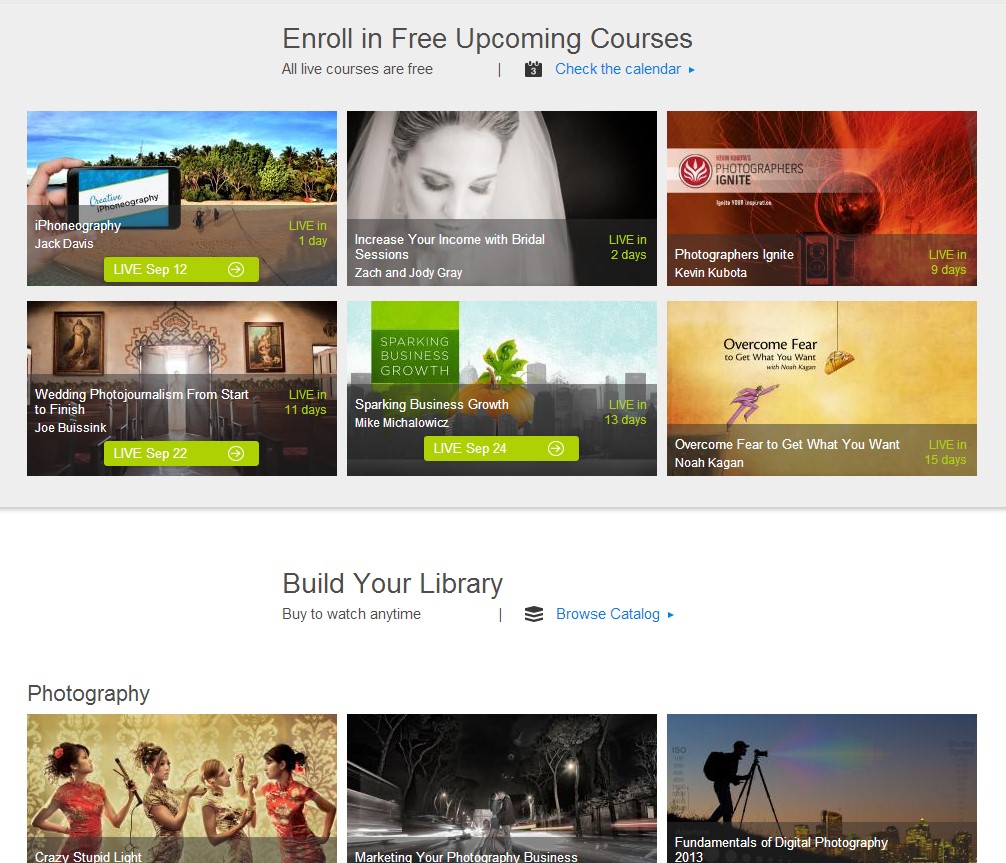 Enroll in Free Upcoming Courses
All live courses are free | 3 Check the calendar ▸
Creative
iPhoneography
iPhoneography
Jack Davis
LIVE in
1 day
LIVE Sep 12
Increase Your Income with Bridal
Sessions
Zach and Jody Gray
LIVE in
2 days
KEVIN KUBOTA'S
PHOTOGRAPHERS
IGNITE
Ignite YOUR inspiration
Photographers Ignite
Kevin Kubota
LIVE in
9 days
Wedding Photojournalism From Start
to Finish
Joe Buissink
LIVE in
11 days
LIVE Sep 22
SPARKING
BUSINESS
GROWTH
Sparking Business Growth
Mike Michalowicz
LIVE in
13 days
LIVE Sep 24
Overcome Fear
to Get What You Want
with Noah Kagan
Overcome Fear to Get What You Want
Noah Kagan
LIVE in
15 days
Build Your Library
Buy to watch anytime | Browse Catalog ▸
Photography
Crazy Stupid Light
Marketing Your Photography Business
ISO
Fundamentals of Digital Photography
2013